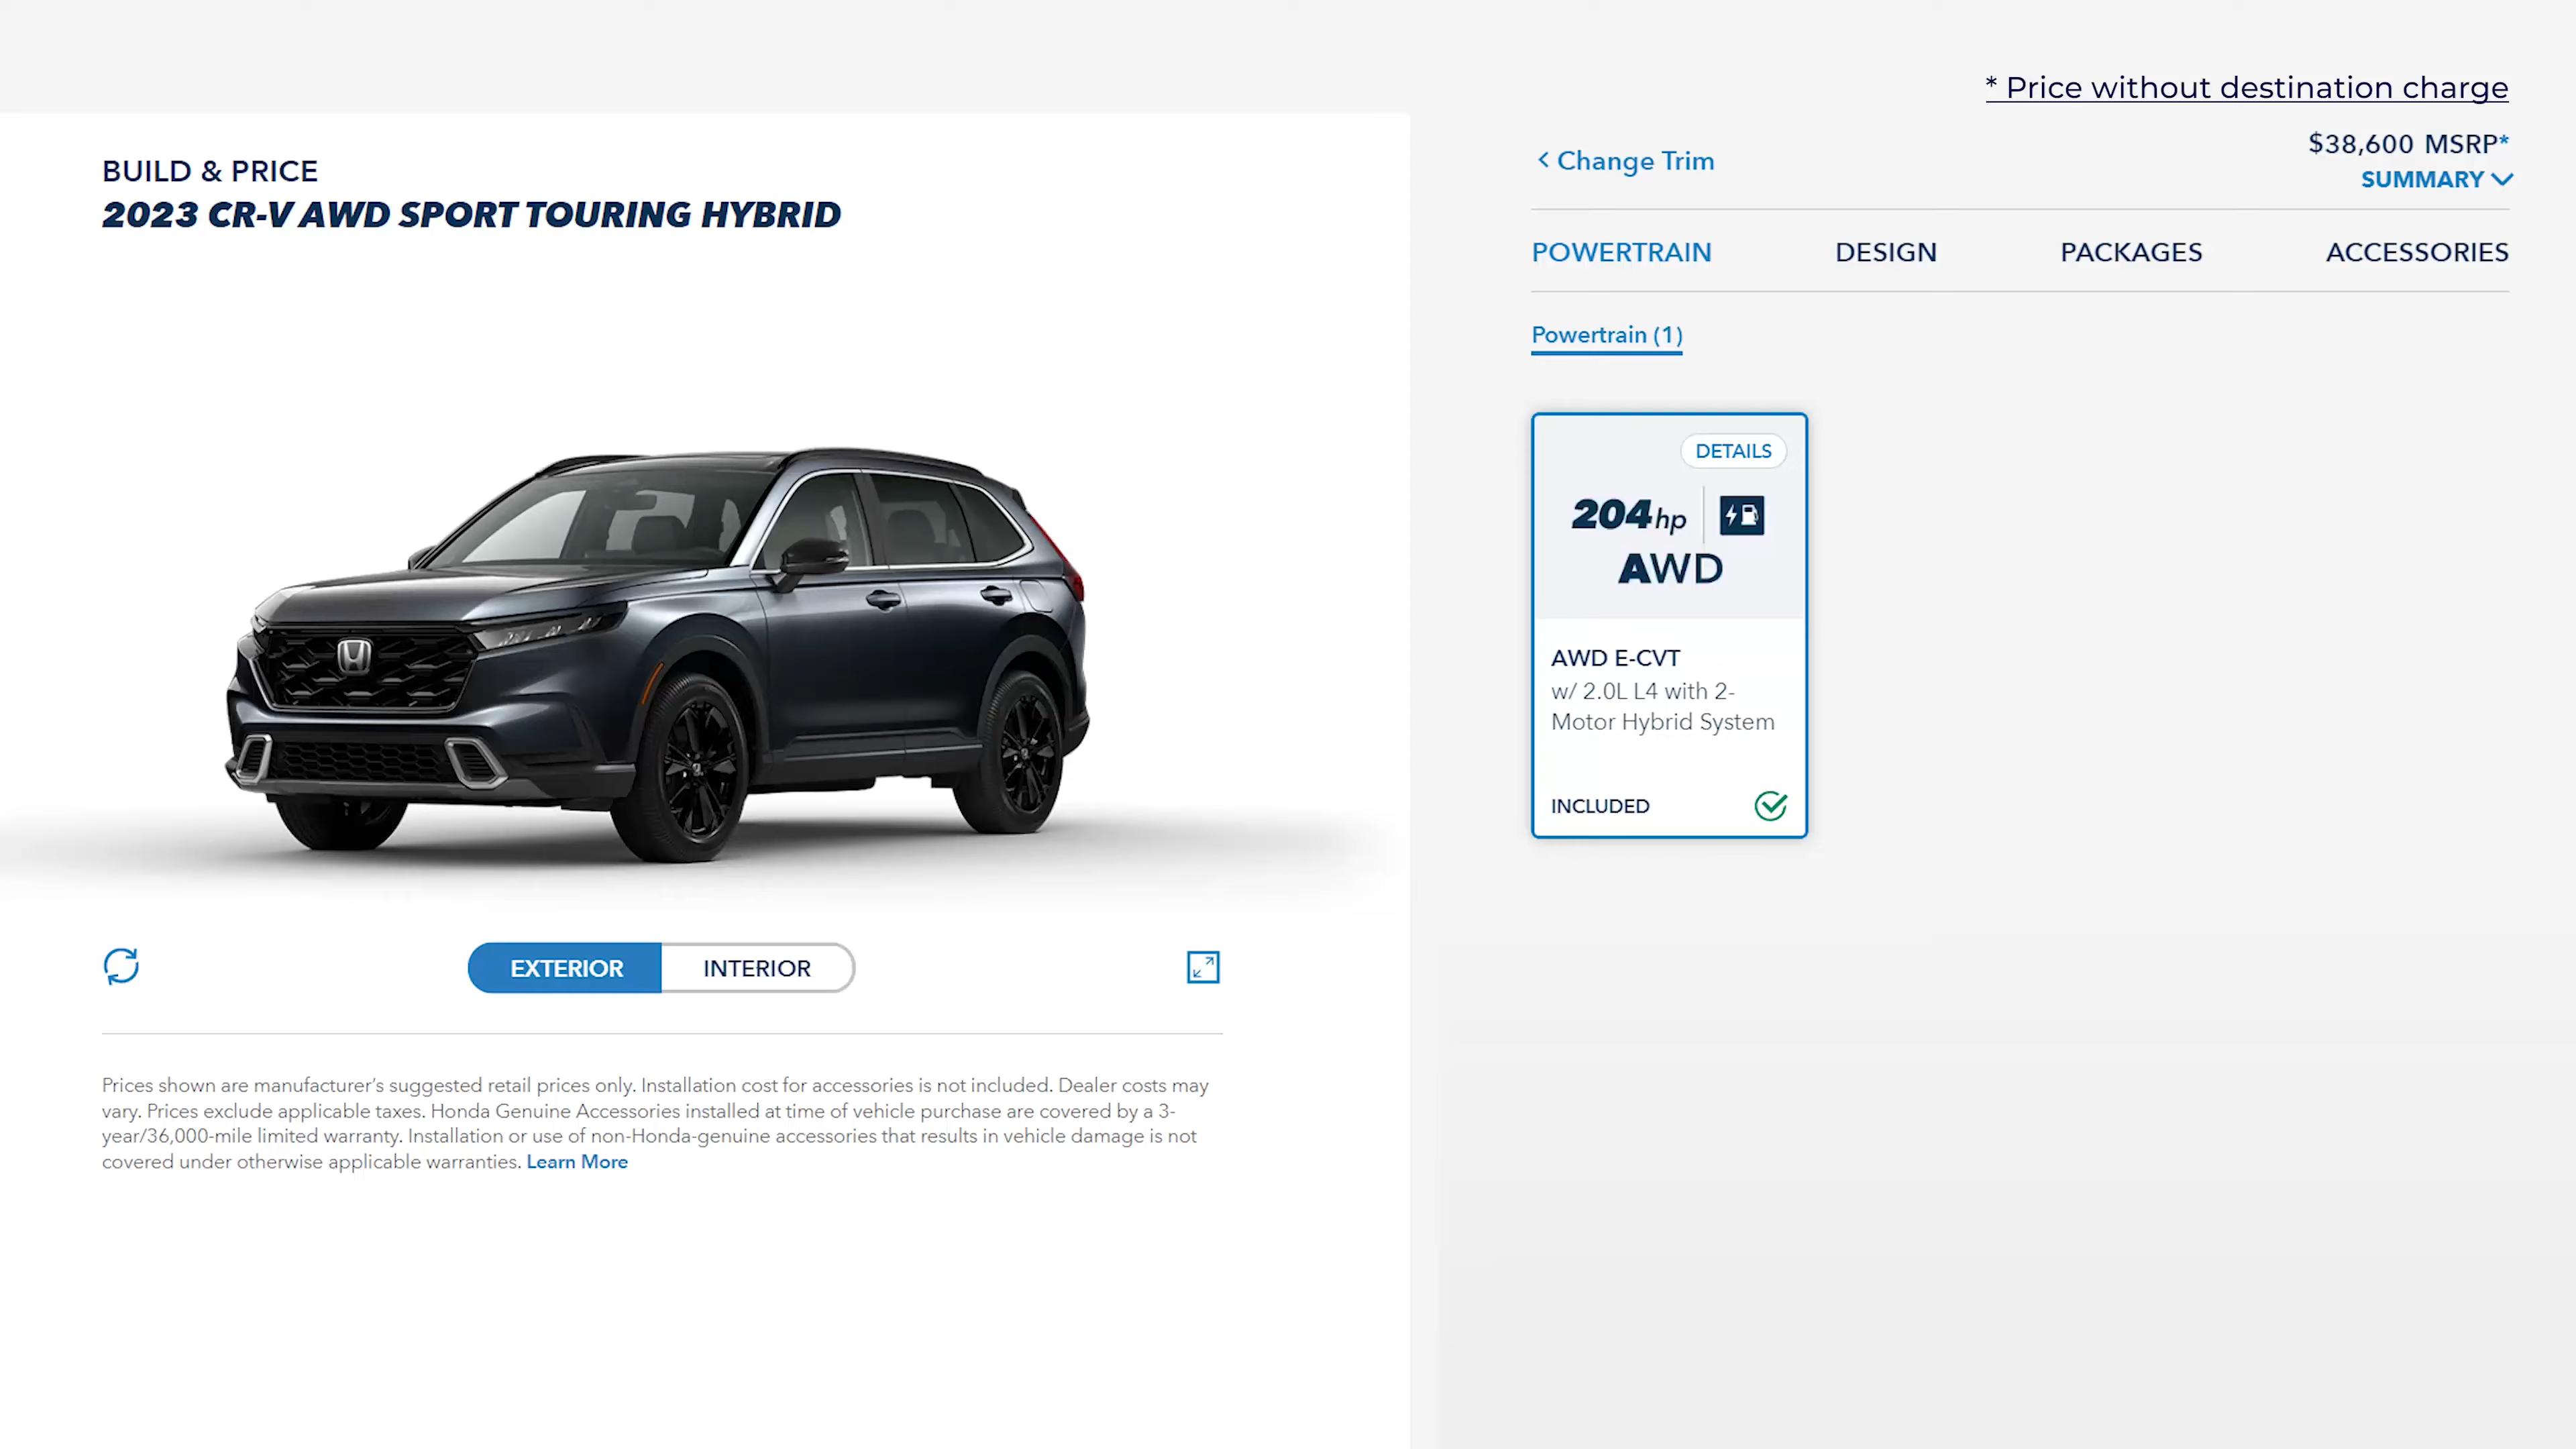 * Price without destination charge
BUILD & PRICE
2023 CR-V AWD SPORT TOURING HYBRID
< Change Trim
$38,600 MSRP*
SUMMARY
POWERTRAIN
DESIGN
PACKAGES
ACCESSORIES
Powertrain (1)
DETAILS
204 hp
AWD
AWD E-CVT
w/ 2.0L L4 with 2-
Motor Hybrid System
INCLUDED
EXTERIOR
INTERIOR
Prices shown are manufacturer's suggested retail prices only. Installation cost for accessories is not included. Dealer costs may
vary. Prices exclude applicable taxes. Honda Genuine Accessories installed at time of vehicle purchase are covered by a 3-
year/36,000-mile limited warranty. Installation or use of non-Honda-genuine accessories that results in vehicle damage is not
covered under otherwise applicable warranties. Learn More